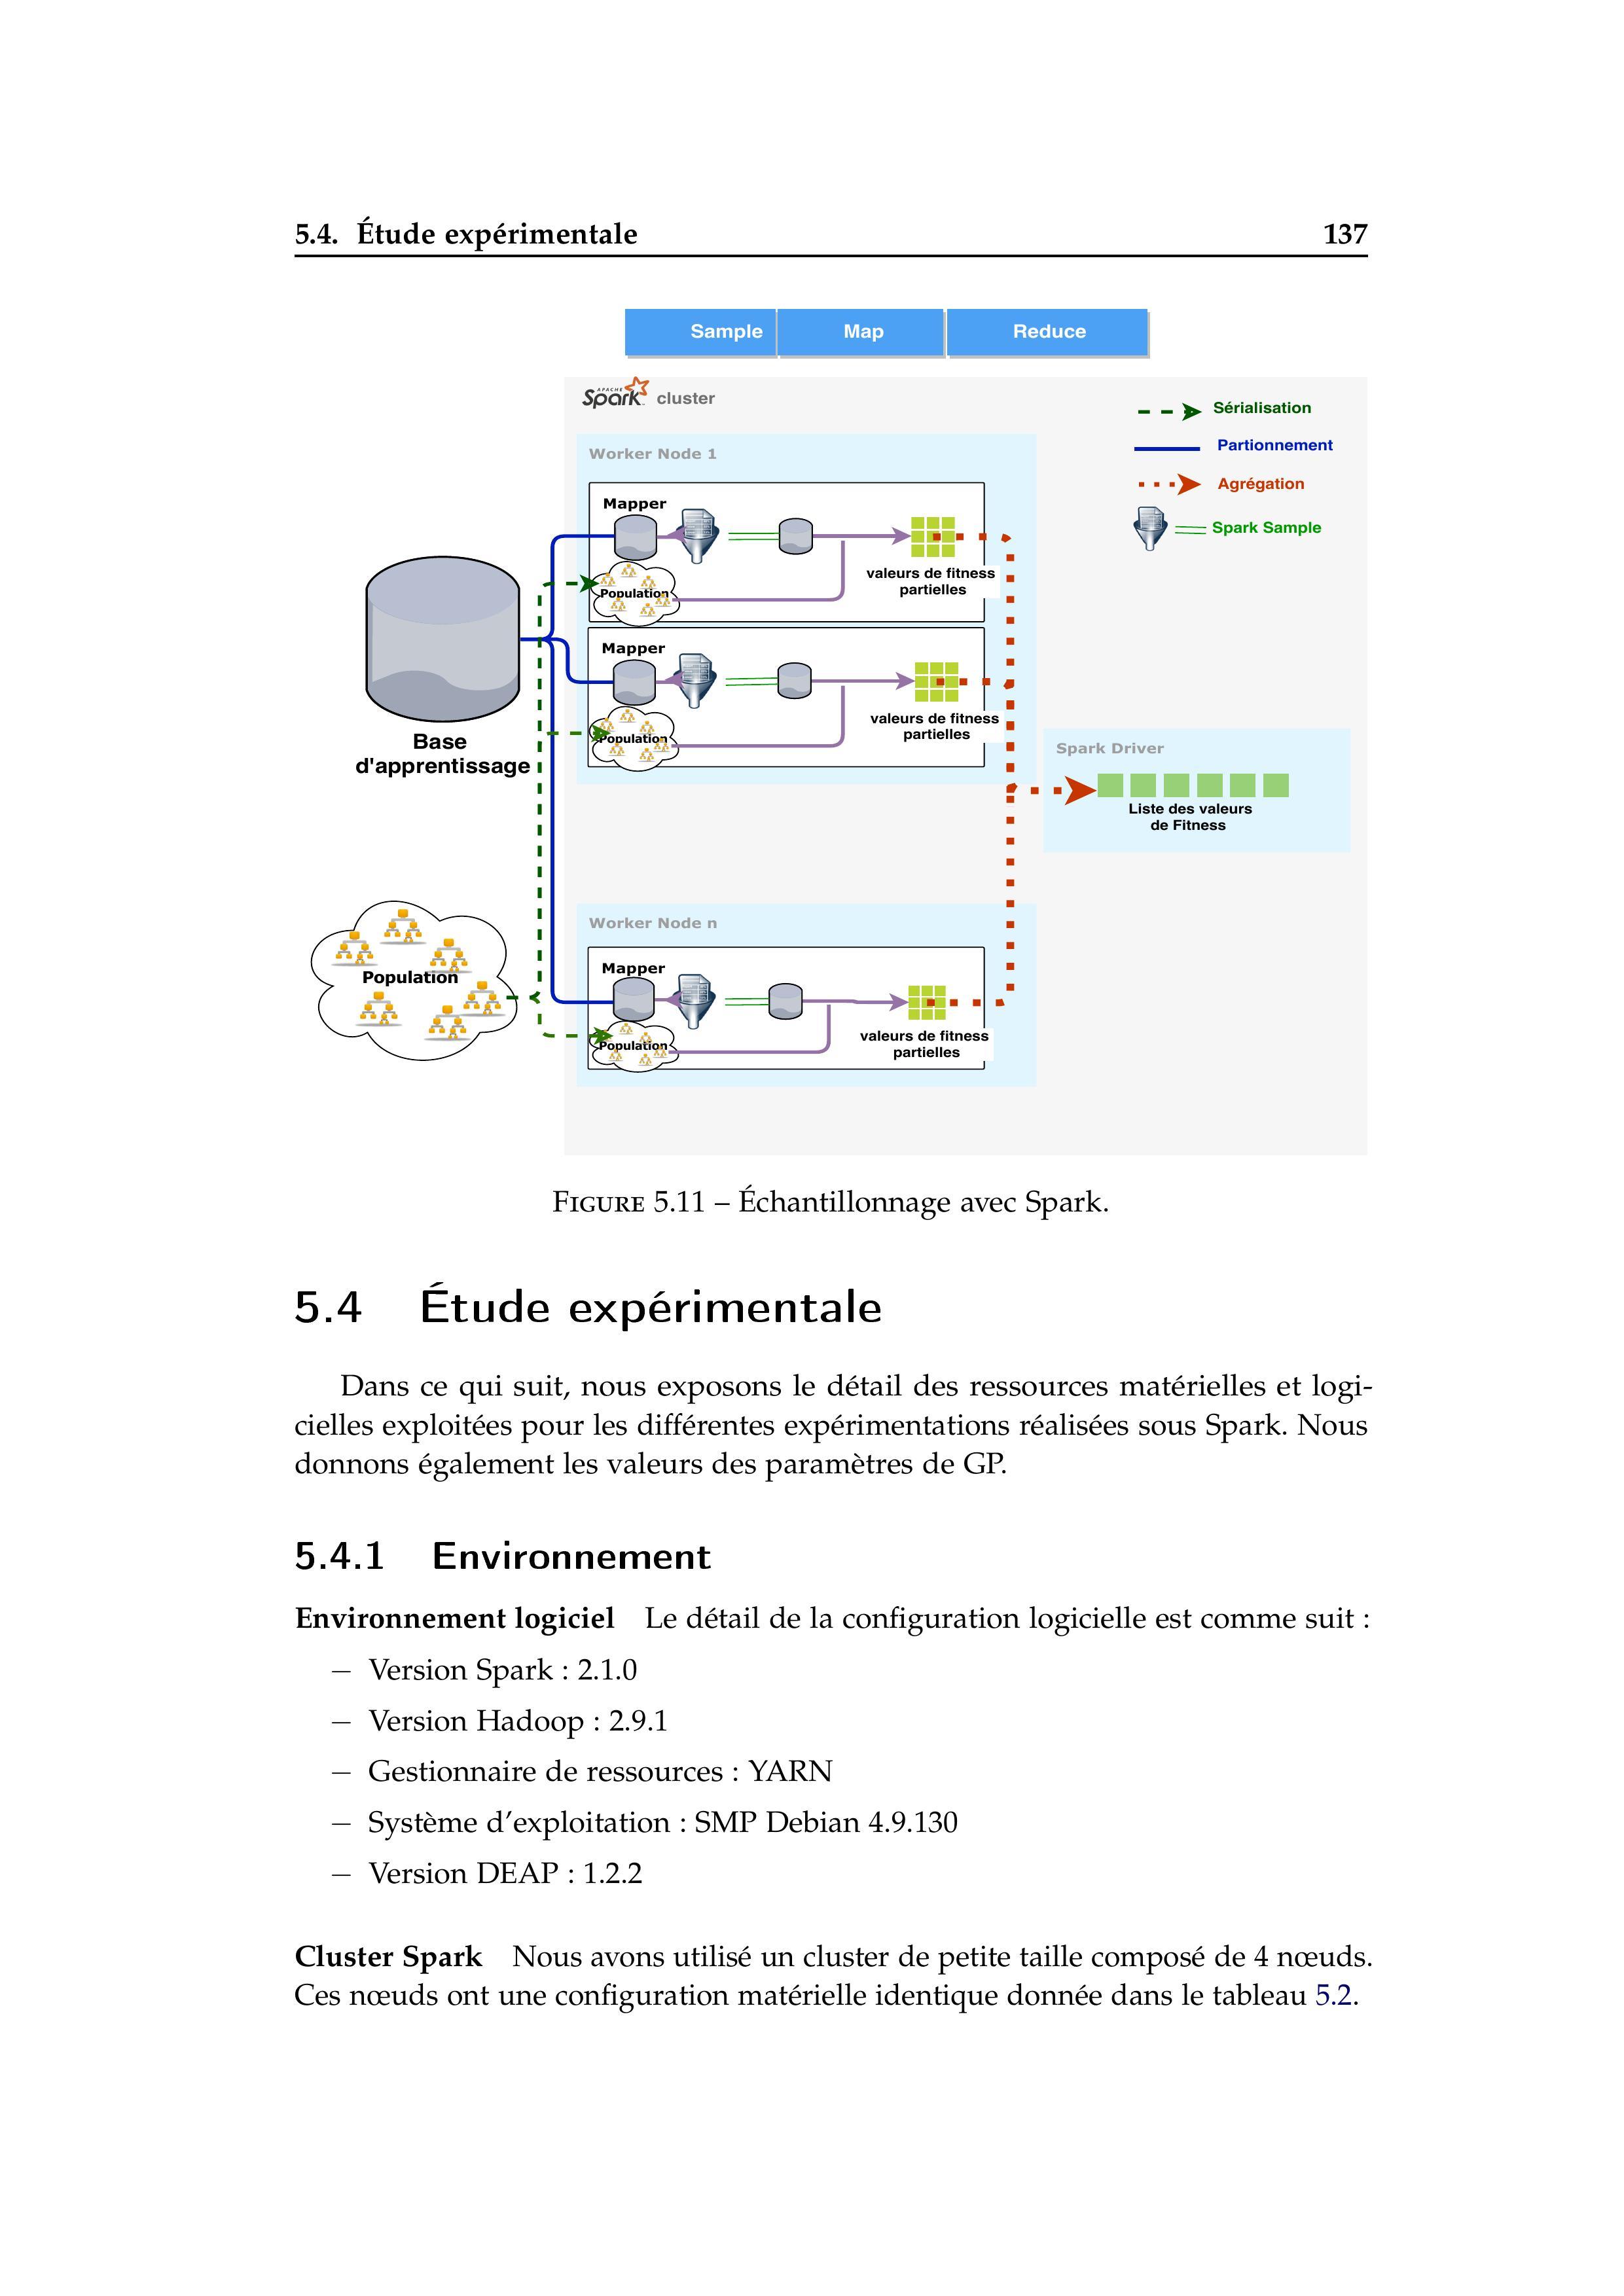 5.4. Étude expérimentale 137
Sample Map Reduce
APACHE Spark cluster
Sérialisation
Partionnement
Agrégation
Spark Sample
Worker Node 1
Mapper
Population
valeurs de fitness
partielles
Mapper
Population
valeurs de fitness
partielles
Base
d'apprentissage
Spark Driver
Liste des valeurs
de Fitness
Population
Worker Node n
Mapper
Population
valeurs de fitness
partielles
FIGURE 5.11 – Échantillonnage avec Spark.
5.4 Étude expérimentale
Dans ce qui suit, nous exposons le détail des ressources matérielles et logi-
cielles exploitées pour les différentes expérimentations réalisées sous Spark. Nous
donnons également les valeurs des paramètres de GP.
5.4.1 Environnement
Environnement logiciel Le détail de la configuration logicielle est comme suit :
— Version Spark : 2.1.0
— Version Hadoop : 2.9.1
— Gestionnaire de ressources : YARN
— Système d'exploitation : SMP Debian 4.9.130
— Version DEAP : 1.2.2
Cluster Spark Nous avons utilisé un cluster de petite taille composé de 4 nœuds.
Ces nœuds ont une configuration matérielle identique donnée dans le tableau 5.2.